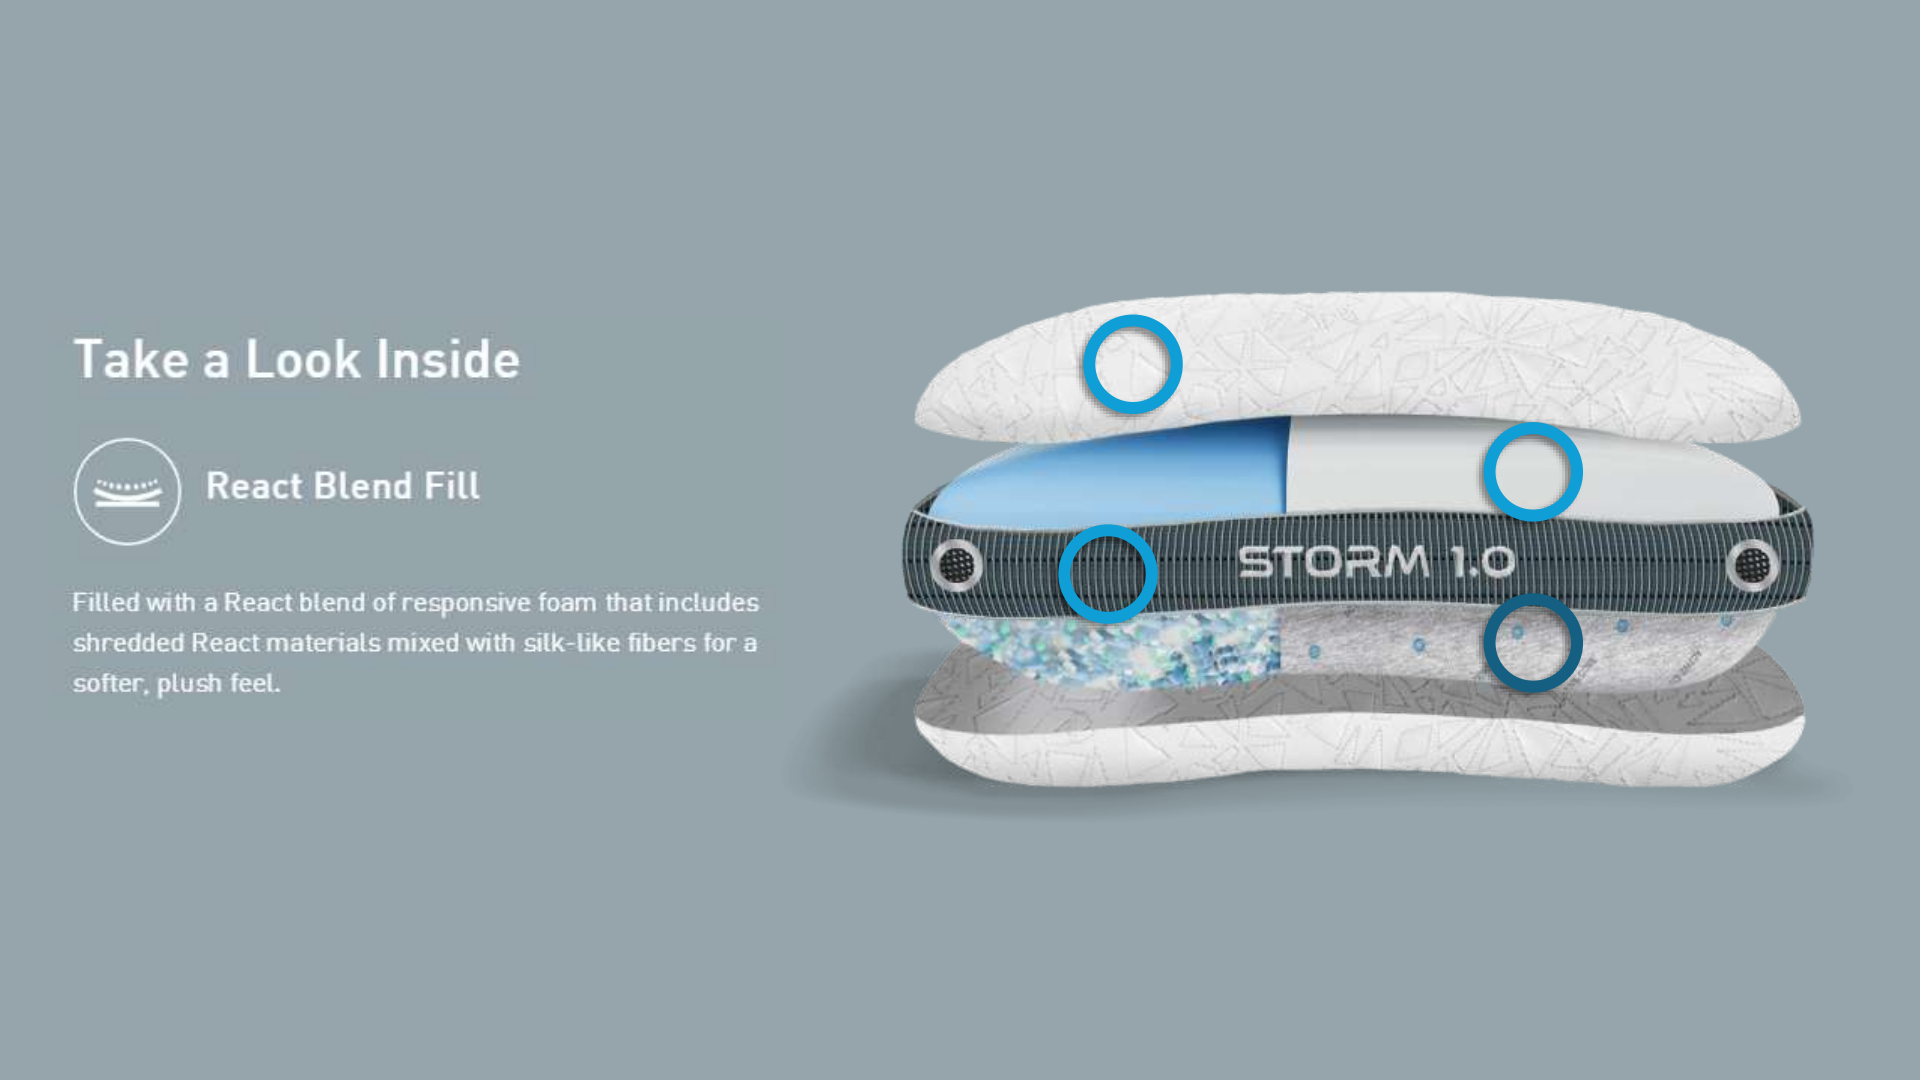 Take a Look Inside
React Blend Fill
Filled with a React blend of responsive foam that includes
shredded React materials mixed with silk-like fibers for a
softer, plush feel.
STORM 1.0